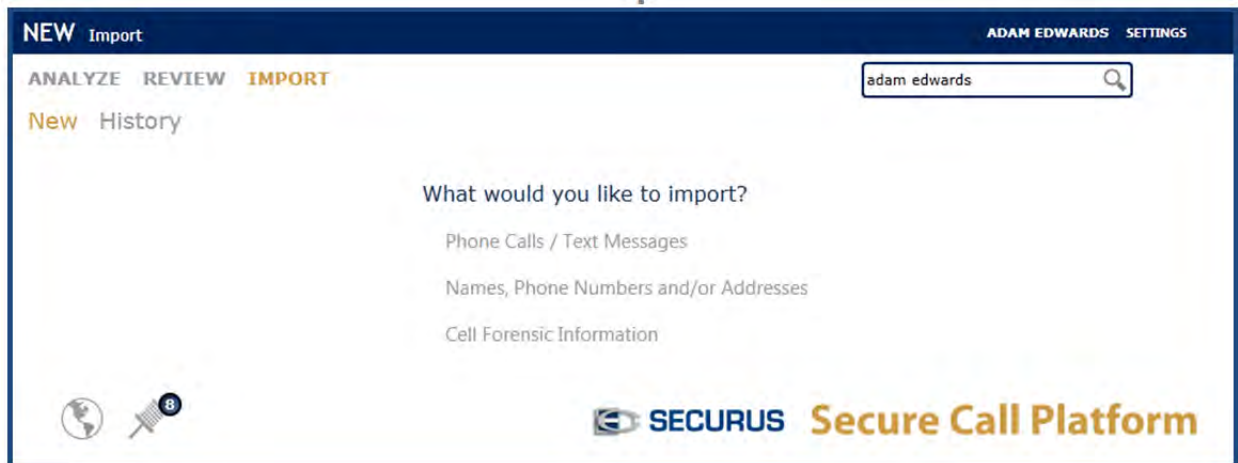 NEW Import ADAM EDWARDS SETTINGS
ANALYZE REVIEW IMPORT adam edwards
New History
What would you like to import?
Phone Calls / Text Messages
Names, Phone Numbers and/or Addresses
Cell Forensic Information
8
SECURUS Secure Call Platform